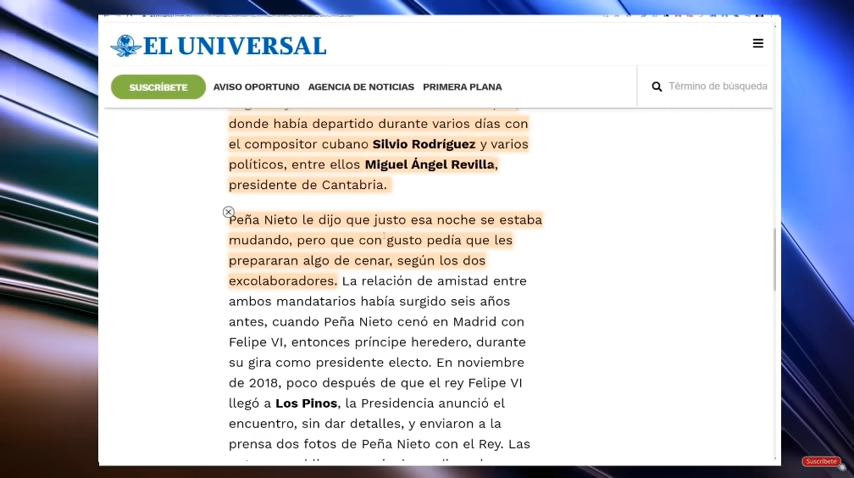 EL UNIVERSAL
SUSCRÍBETE AVISO OPORTUNO AGENCIA DE NOTICIAS PRIMERA PLANA Término de búsqueda
donde había departido durante varios días con
el compositor cubano Silvio Rodríguez y varios
políticos, entre ellos Miguel Ángel Revilla,
presidente de Cantabria.
Peña Nieto le dijo que justo esa noche se estaba
mudando, pero que con gusto pedía que les
prepararan algo de cenar, según los dos
excolaboradores. La relación de amistad entre
ambos mandatarios había surgido seis años
antes, cuando Peña Nieto cenó en Madrid con
Felipe VI, entonces príncipe heredero, durante
su gira como presidente electo. En noviembre
de 2018, poco después de que el rey Felipe VI
llegó a Los Pinos, la Presidencia anunció el
encuentro, sin dar detalles, y enviaron a la
prensa dos fotos de Peña Nieto con el Rey. Las
Suscríbete